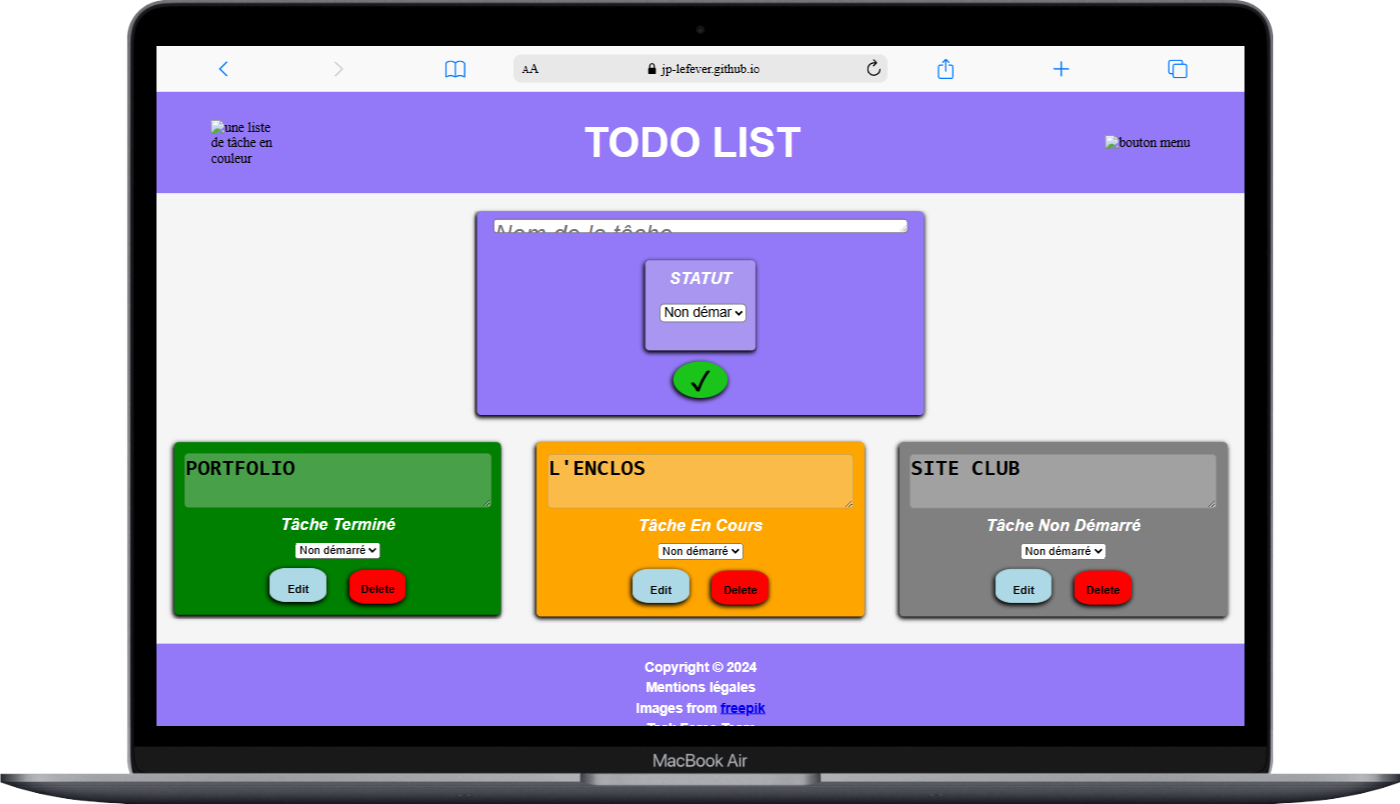 AA
jp-lefever.github.io
une liste
de tâche en
couleur
TODO LIST
bouton menu
Nom de la tâche
STATUT
Non démar
✓
PORTFOLIO
Tâche Terminé
Non démarré
Edit
Delete
L'ENCLOS
Tâche En Cours
Non démarré
Edit
Delete
SITE CLUB
Tâche Non Démarré
Non démarré
Edit
Delete
Copyright © 2024
Mentions légales
Images from freepik
MacBook Air